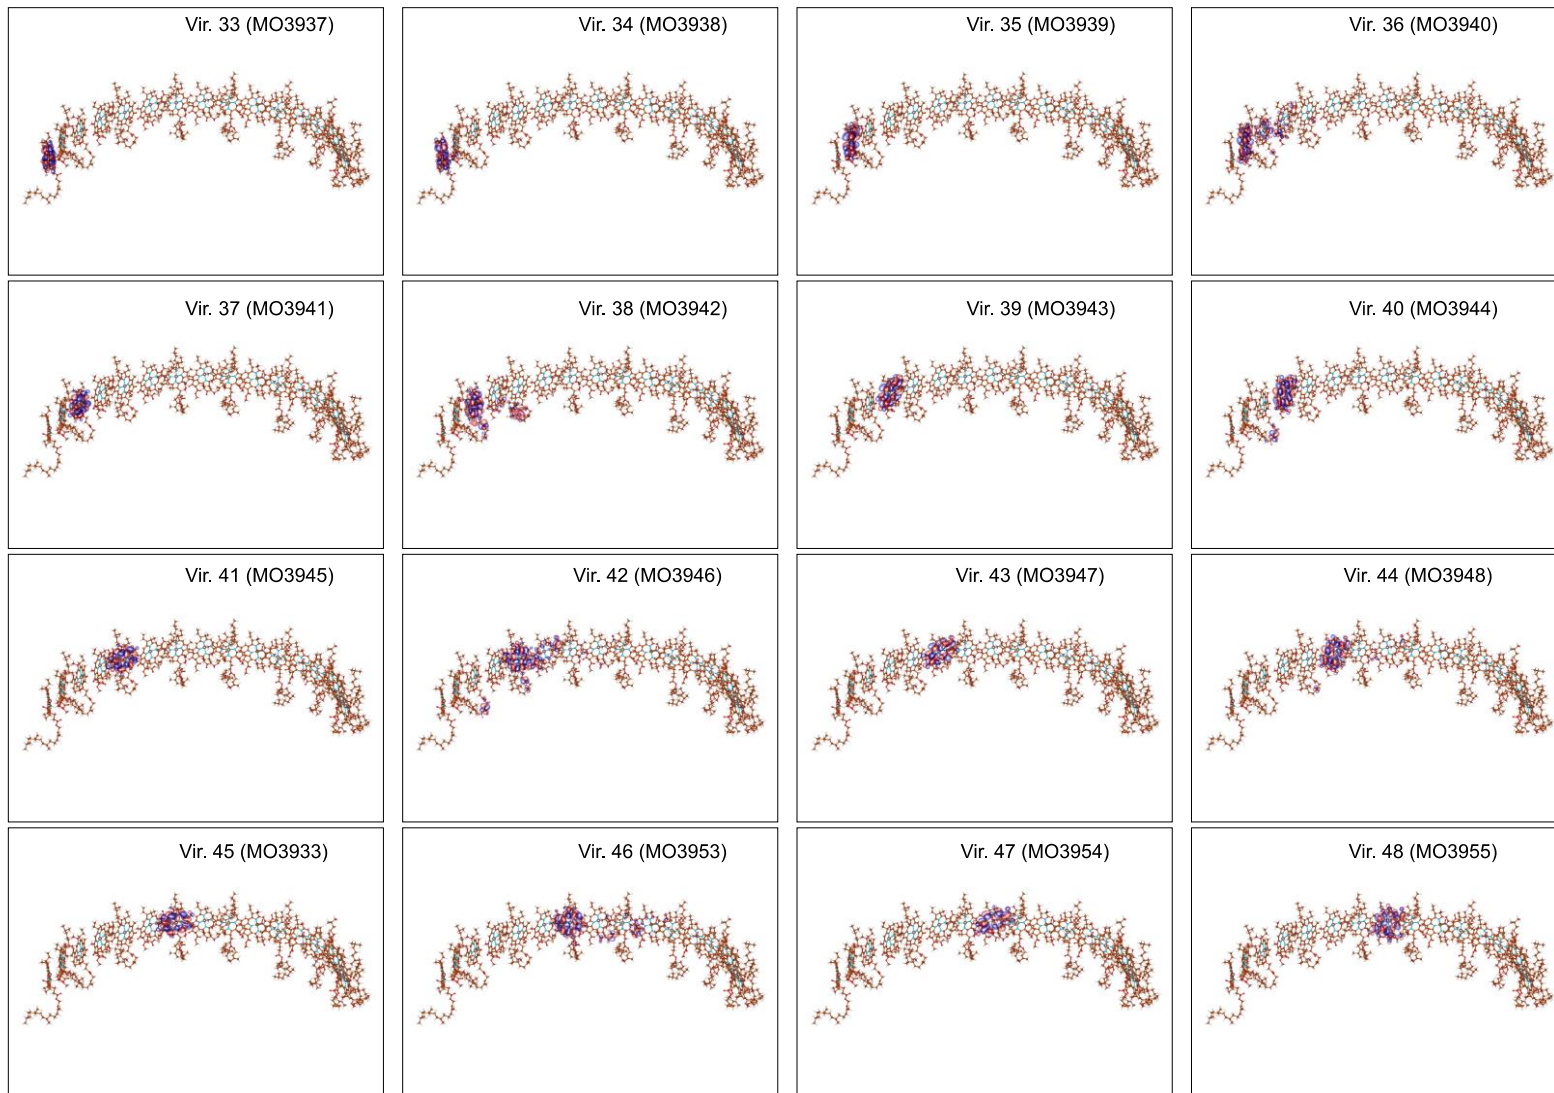 Vir. 33 (MO3937)
Vir. 34 (MO3938)
Vir. 35 (MO3939)
Vir. 36 (MO3940)
Vir. 37 (MO3941)
Vir. 38 (MO3942)
Vir. 39 (MO3943)
Vir. 40 (MO3944)
Vir. 41 (MO3945)
Vir. 42 (MO3946)
Vir. 43 (MO3947)
Vir. 44 (MO3948)
Vir. 45 (MO3933)
Vir. 46 (MO3953)
Vir. 47 (MO3954)
Vir. 48 (MO3955)